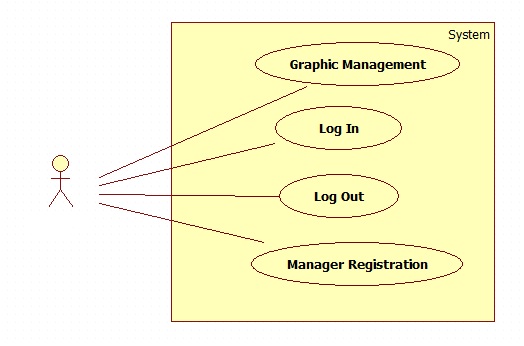 System
Graphic Management
Log In
Log Out
Manager Registration